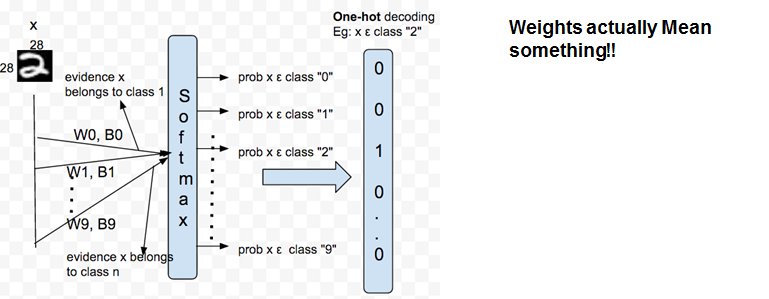 x
28
28
evidence x
belongs to class 1
W0, B0
W1, B1
W9, B9
evidence x belongs
to class n
Softmax
prob x ε class "0"
prob x ε class "1"
prob x ε class "2"
prob x ε class "9"
One-hot decoding
Eg: x ε class "2"
0
0
1
0
.
.
0
Weights actually Mean
something!!